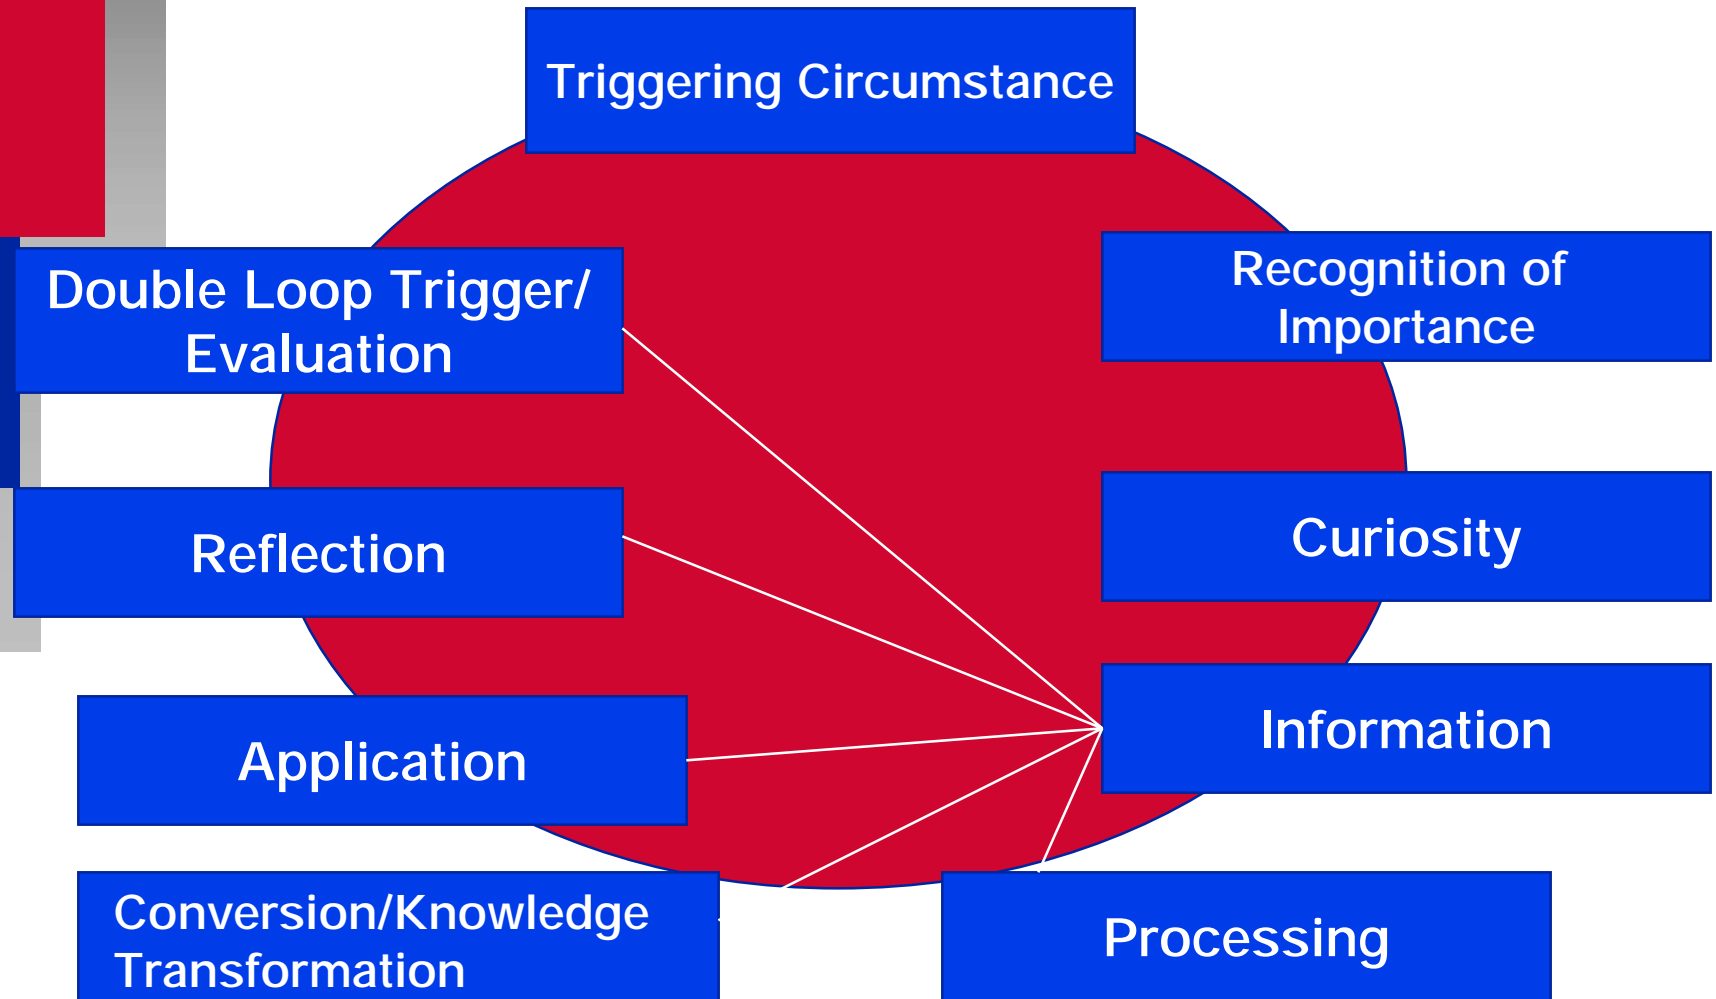 Triggering Circumstance
Double Loop Trigger/
Evaluation
Recognition of
Importance
Reflection
Curiosity
Application
Information
Conversion/Knowledge
Transformation
Processing